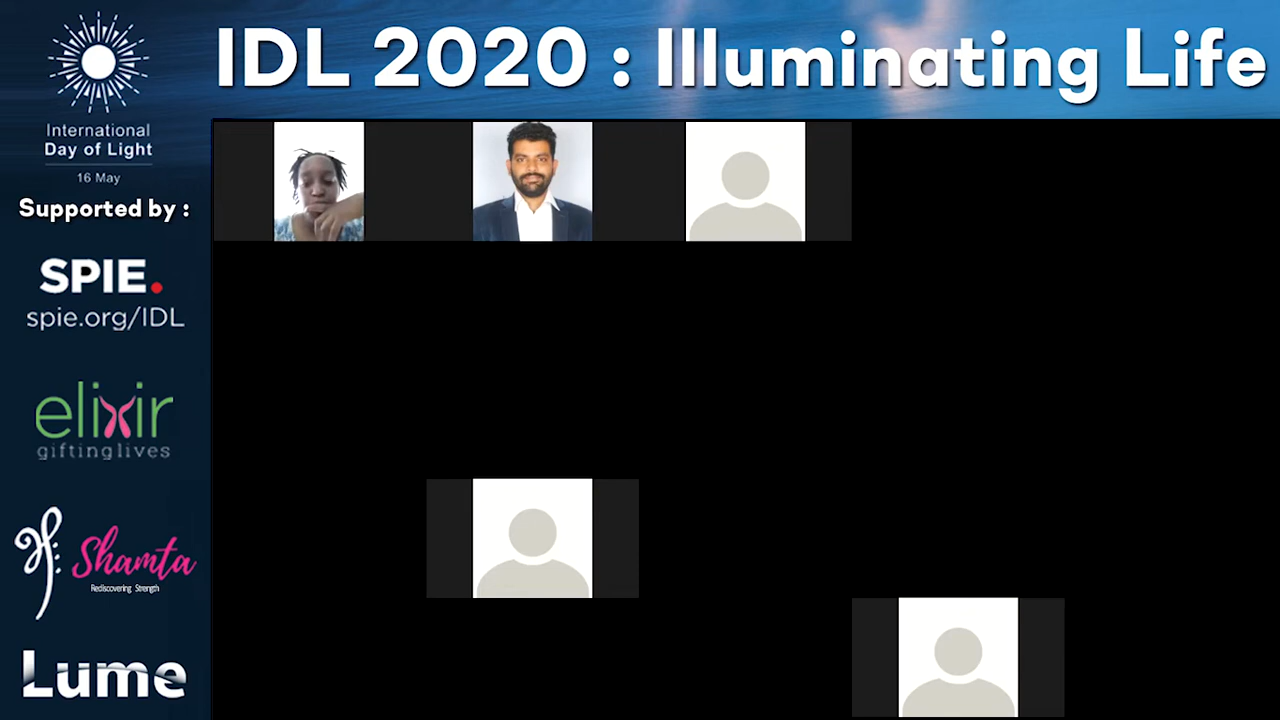 IDL 2020 : Illuminating Life
International
Day of Light
16 May
Supported by :
SPIE.
spie.org/IDL
elixir
giftinglives
Shamta
Rediscovering Strength
Lume